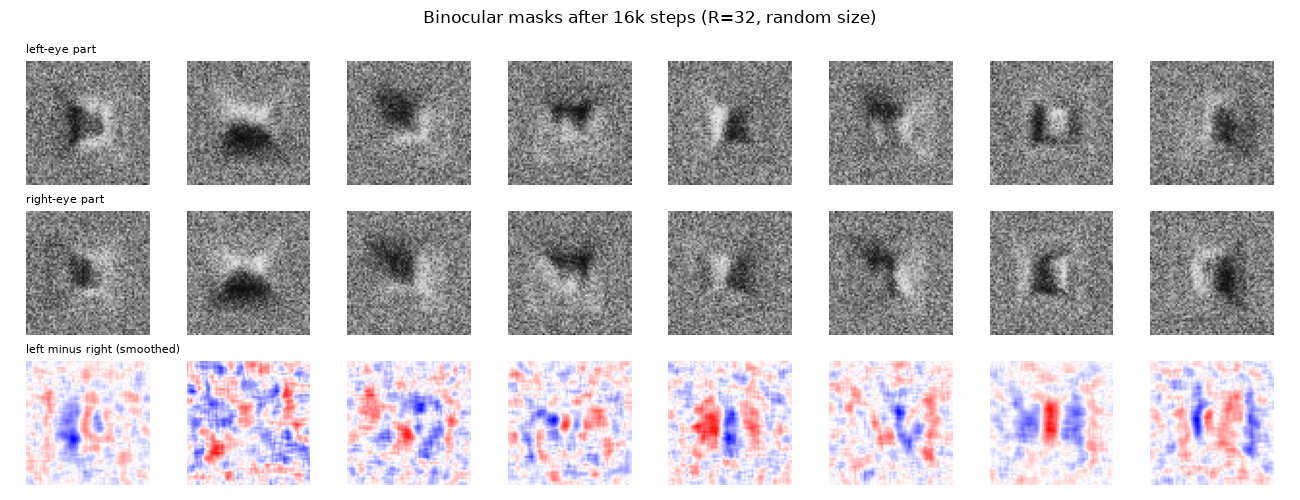 Binocular masks after 16k steps (R=32, random size)
left-eye part
right-eye part
left minus right (smoothed)